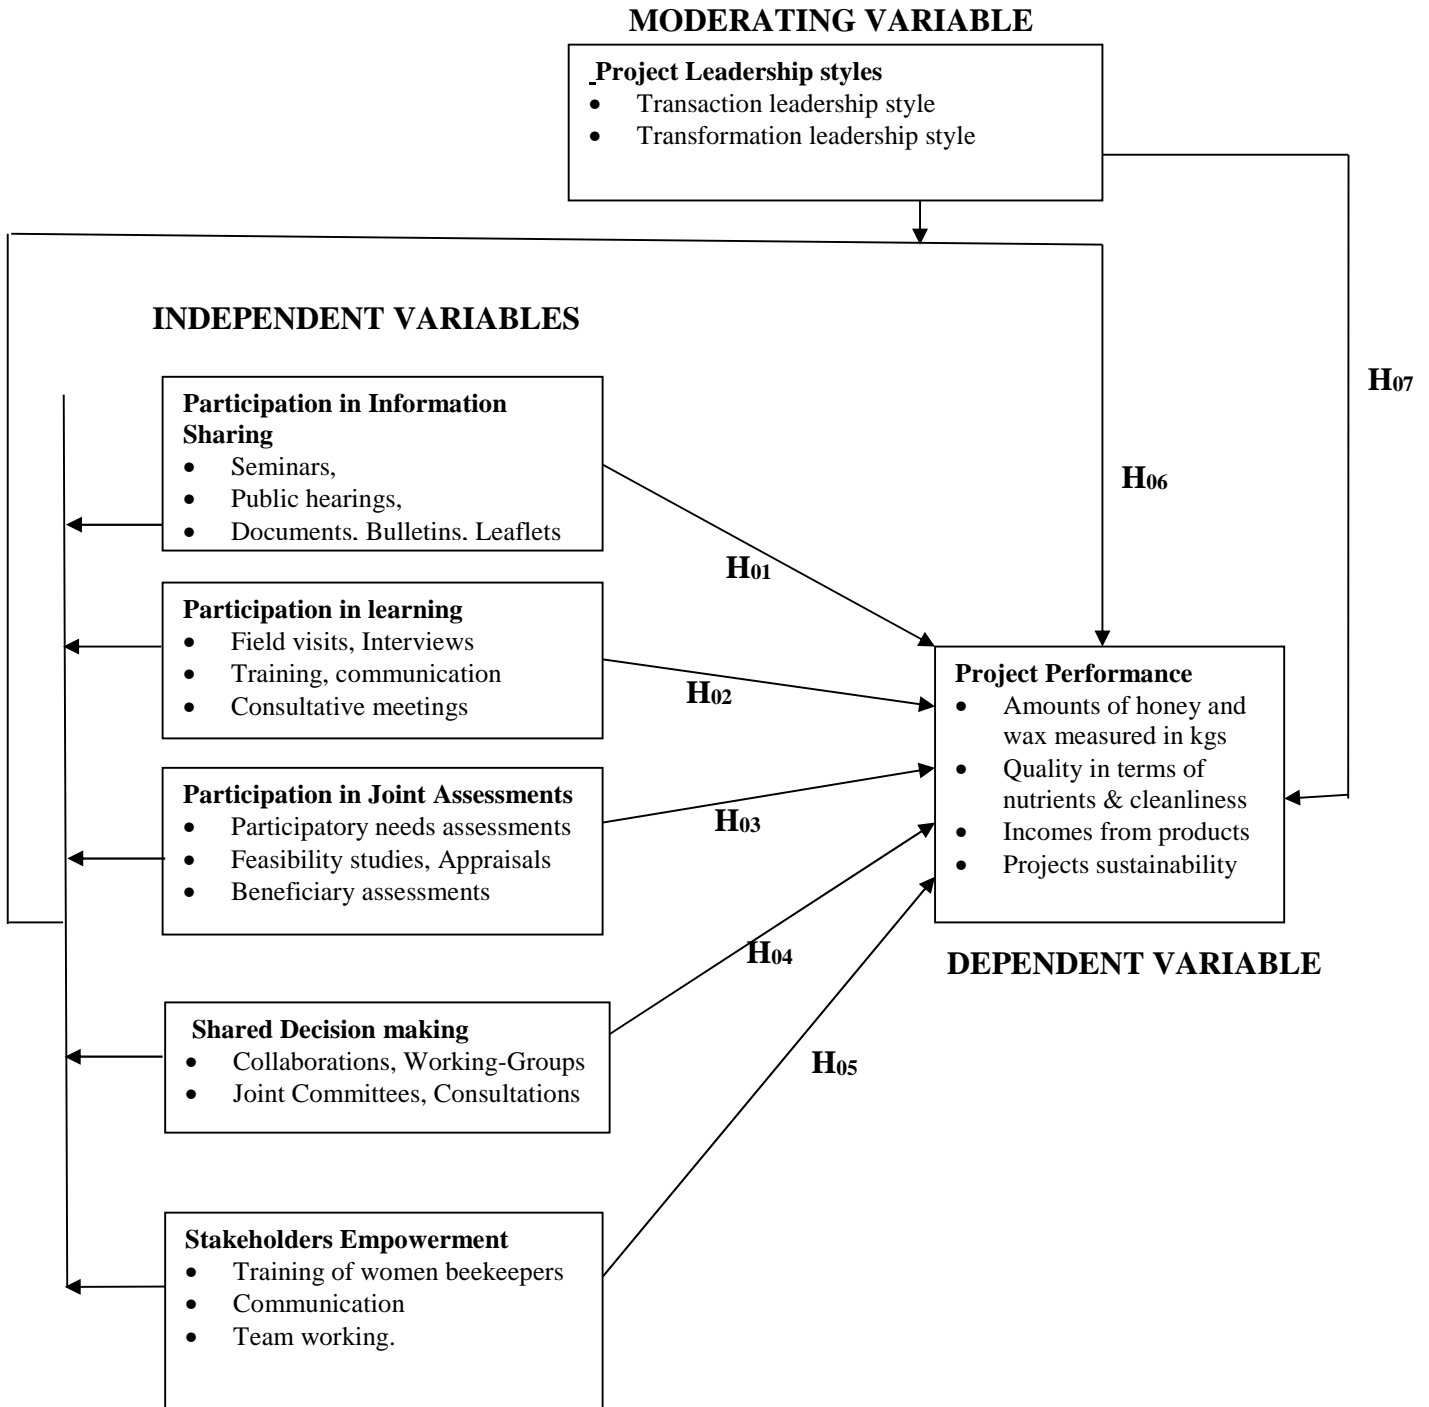 MODERATING VARIABLE
Project Leadership styles
• Transaction leadership style
• Transformation leadership style
INDEPENDENT VARIABLES
Participation in Information
Sharing
• Seminars,
• Public hearings,
• Documents, Bulletins, Leaflets
Participation in learning
• Field visits, Interviews
• Training, communication
• Consultative meetings
Participation in Joint Assessments
• Participatory needs assessments
• Feasibility studies, Appraisals
• Beneficiary assessments
Shared Decision making
• Collaborations, Working-Groups
• Joint Committees, Consultations
Stakeholders Empowerment
• Training of women beekeepers
• Communication
• Team working.
H01
H02
H03
H04
H05
H06
H07
Project Performance
• Amounts of honey and
wax measured in kgs
• Quality in terms of
nutrients & cleanliness
• Incomes from products
• Projects sustainability
DEPENDENT VARIABLE